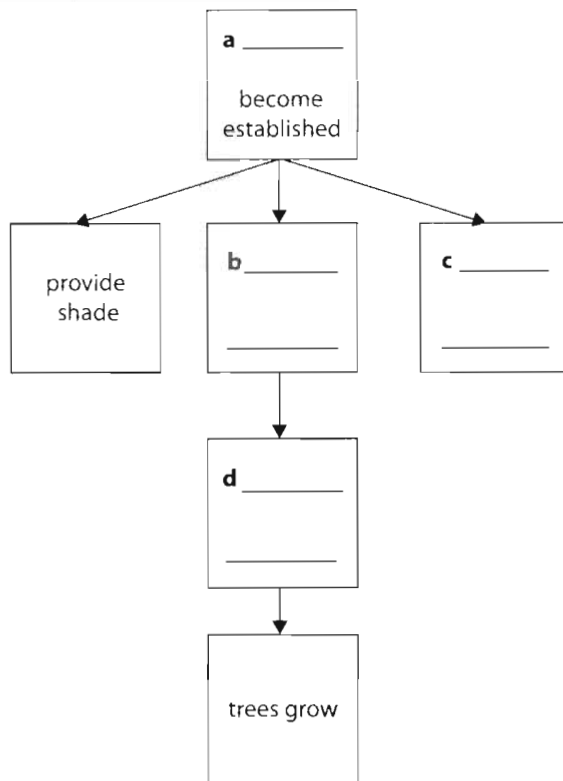 a
become
established
provide
shade
b
c
d
trees grow